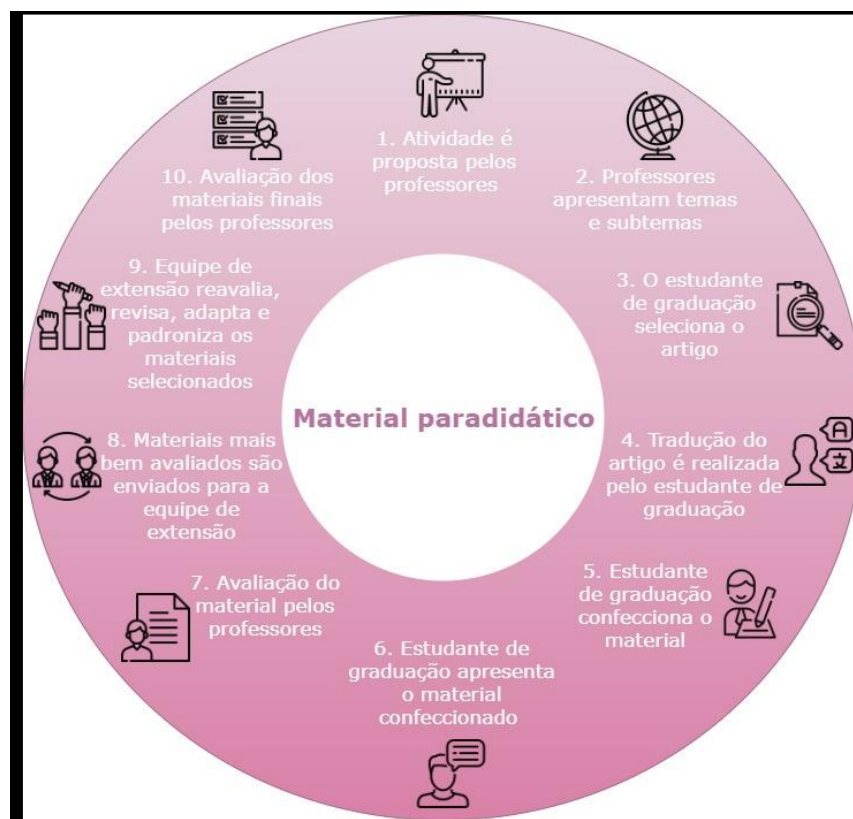 1. Atividade é
proposta pelos
professores
2. Professores
apresentam temas
e subtemas
3. O estudante
de graduação
seleciona o
artigo
4. Tradução do
artigo é realizada
pelo estudante de
graduação
5. Estudante
de graduação
confecciona o
material
6. Estudante de
graduação apresenta
o material
confeccionado
7. Avaliação do
material pelos
professores
8. Materiais mais
bem avaliados são
enviados para a
equipe de
extensão
9. Equipe de
extensão reavalia,
revisa, adapta e
padroniza os
materiais
selecionados
10. Avaliação dos
materiais finais
pelos professores
Material paradidático